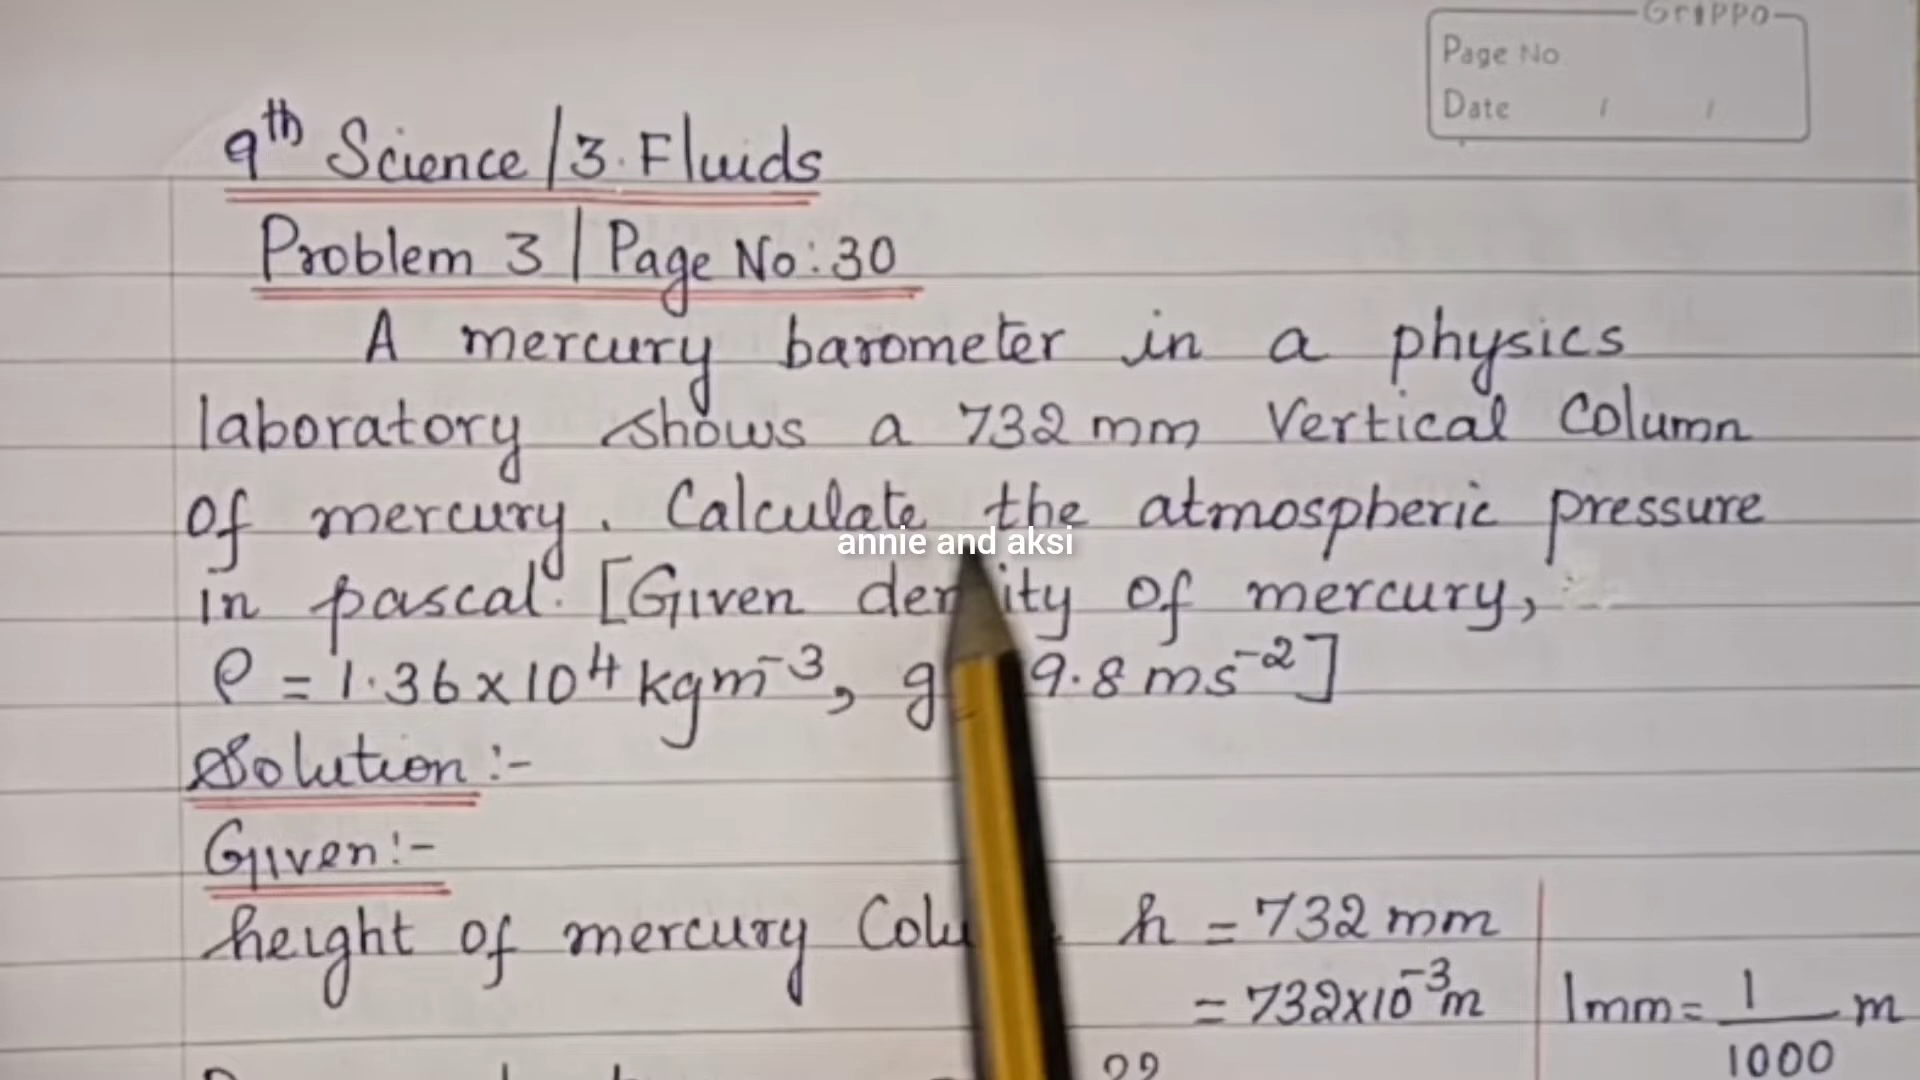 Grippo
Page No
Date / /
9th Science / 3. Fluids
Problem 3 | Page No: 30
A mercury barometer in a physics
laboratory shows a 732 mm Vertical Column
of mercury. Calculate the atmospheric pressure
annie and aksi
in pascal. [Given density of mercury,
ρ = 1.36 x 10⁴ kgm⁻³, g 9.8 ms⁻²]
Solution :-
Given :-
height of mercury Colu h = 732 mm
= 732x10⁻³m 1mm = 1/1000 m